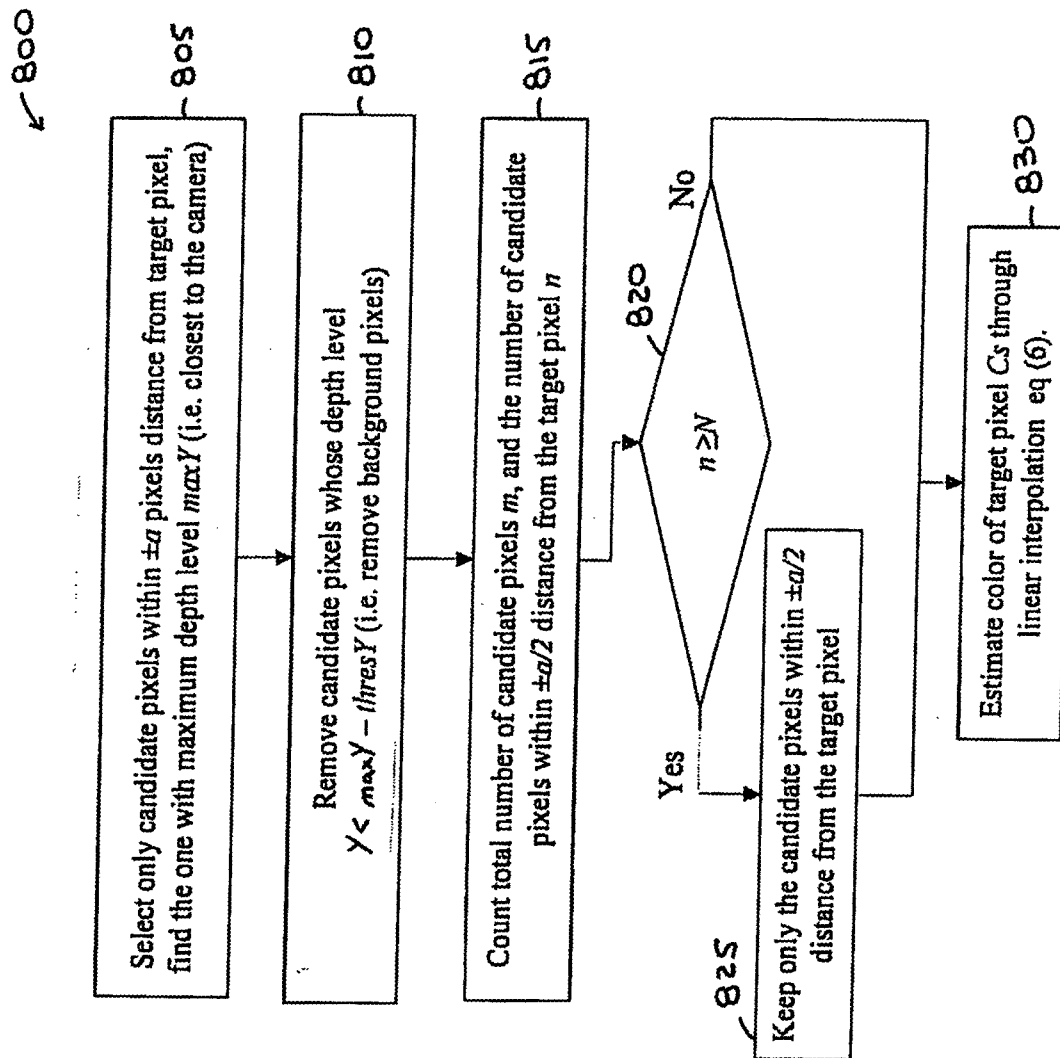 800
805
Select only candidate pixels within ±a pixels distance from target pixel,
find the one with maximum depth level maxY (i.e. closest to the camera)
810
Remove candidate pixels whose depth level
Y < maxY – thresY (i.e. remove background pixels)
815
Count total number of candidate pixels m, and the number of candidate
pixels within ±a/2 distance from the target pixel n
820
n ≥ N
Yes
No
825
Keep only the candidate pixels within ±a/2
distance from the target pixel
830
Estimate color of target pixel Cs through
linear interpolation eq (6).